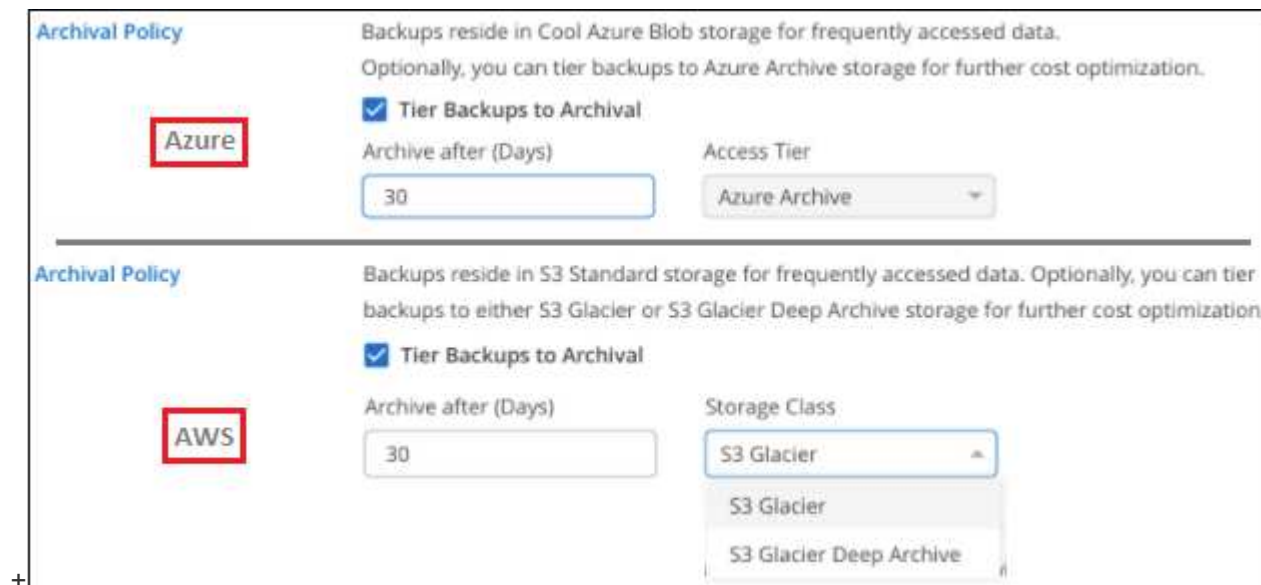 Archival Policy
Backups reside in Cool Azure Blob storage for frequently accessed data.
Optionally, you can tier backups to Azure Archive storage for further cost optimization.
Tier Backups to Archival
Azure
Archive after (Days)
Access Tier
30
Azure Archive
Archival Policy
Backups reside in S3 Standard storage for frequently accessed data. Optionally, you can tier
backups to either S3 Glacier or S3 Glacier Deep Archive storage for further cost optimization
Tier Backups to Archival
AWS
Archive after (Days)
Storage Class
30
S3 Glacier
S3 Glacier
S3 Glacier Deep Archive
+